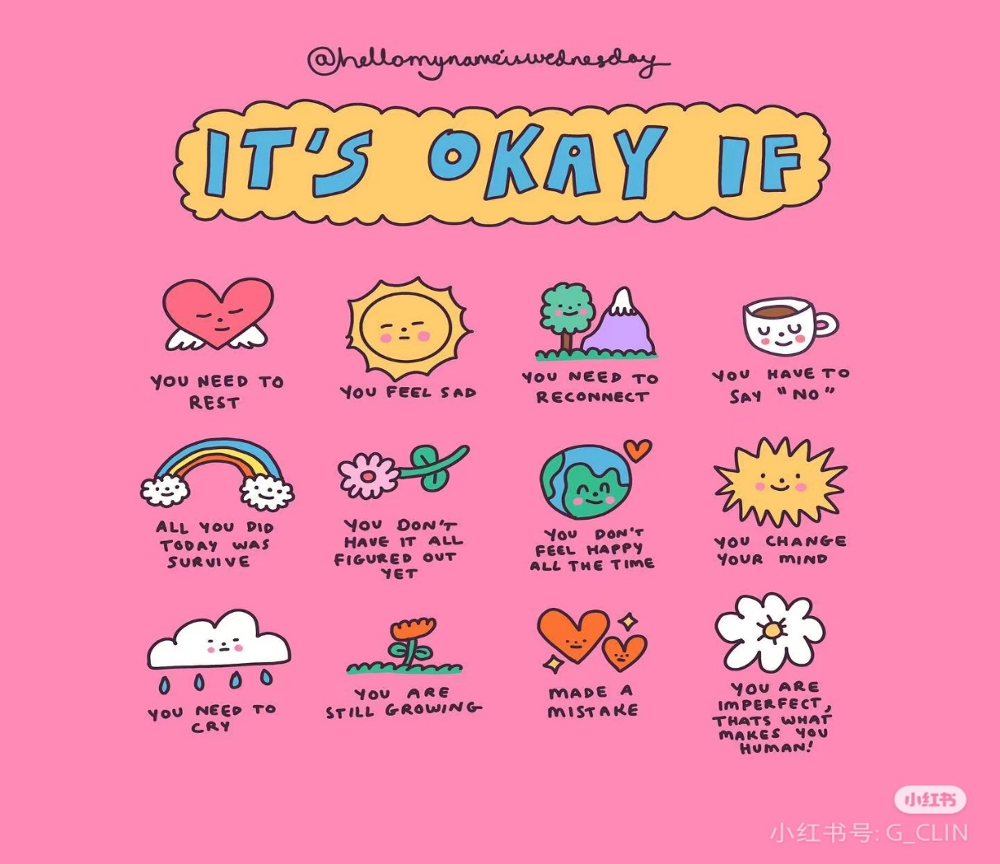 @hellomynameiswednesday
IT'S OKAY IF
YOU NEED TO
REST
YOU FEEL SAD
YOU NEED TO
RECONNECT
YOU HAVE TO
SAY "NO"
ALL YOU DID
TODAY WAS
SURVIVE
YOU DON'T
HAVE IT ALL
FIGURED OUT
YET
YOU DON'T
FEEL HAPPY
ALL THE TIME
YOU CHANGE
YOUR MIND
YOU NEED TO
CRY
YOU ARE
STILL GROWING
MADE A
MISTAKE
YOU ARE
IMPERFECT,
THATS WHAT
MAKES YOU
HUMAN!
小红书
小红书号: G_CLIN